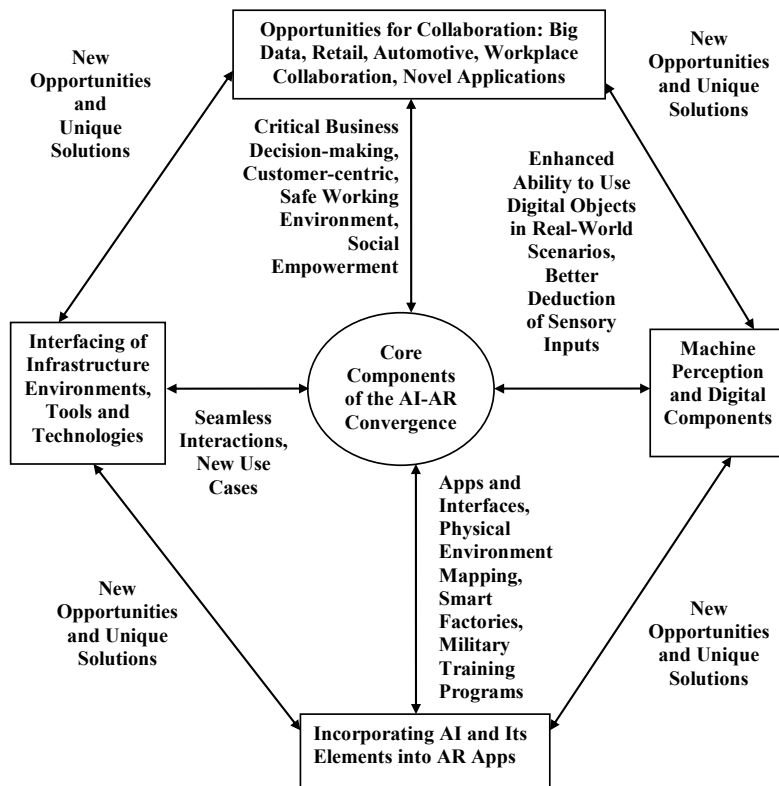 Opportunities for Collaboration: Big
Data, Retail, Automotive, Workplace
Collaboration, Novel Applications
New
Opportunities
and
Unique
Solutions
New
Opportunities
and Unique
Solutions
Critical Business
Decision-making,
Customer-centric,
Safe Working
Environment,
Social
Empowerment
Enhanced
Ability to Use
Digital Objects
in Real-World
Scenarios,
Better
Deduction
of Sensory
Inputs
Interfacing of
Infrastructure
Environments,
Tools and
Technologies
Core
Components
of the AI-AR
Convergence
Machine
Perception
and Digital
Components
Seamless
Interactions,
New Use
Cases
Apps and
Interfaces,
Physical
Environment
Mapping,
Smart
Factories,
Military
Training
Programs
New
Opportunities
and Unique
Solutions
New
Opportunities
and Unique
Solutions
Incorporating AI and Its
Elements into AR Apps